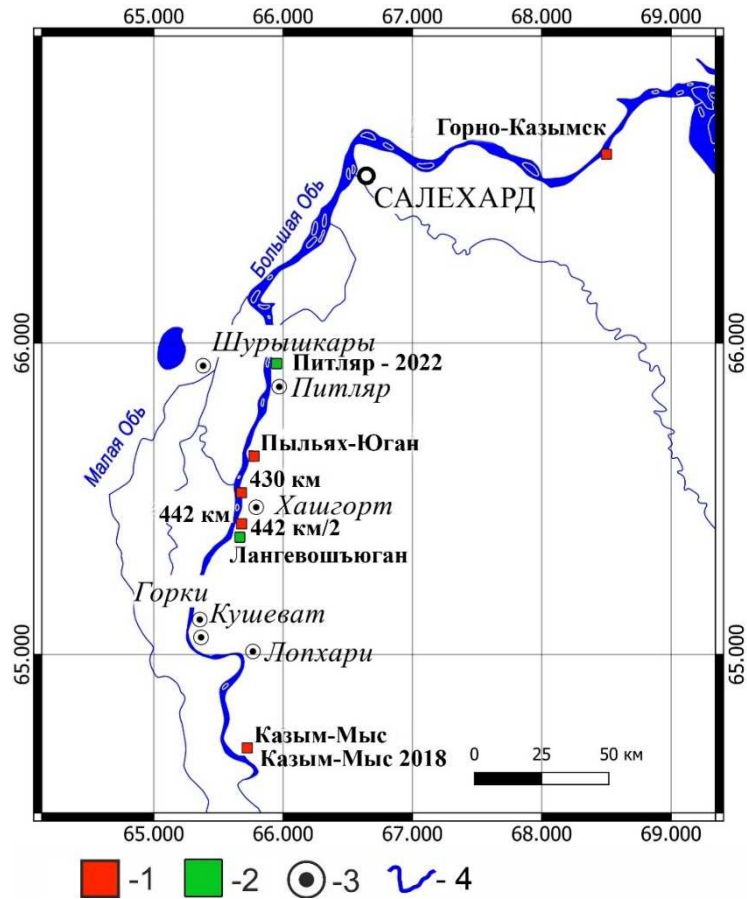 65.000 66.000 67.000 68.000 69.000
Горно-Казымск
САЛЕХАРД
Большая Обь
66.000 66.000
Шурышкары
Питляр - 2022
Питляр
Малая Обь
Пыльях-Юган
430 км
Хашгорт
442 км 442 км/2
Лангевошъюган
Горки
Кушеват
65.000 65.000
Лопхари
Казым-Мыс
Казым-Мыс 2018
0 25 50 км
65.000 66.000 67.000 68.000 69.000
-1 -2 -3 - 4